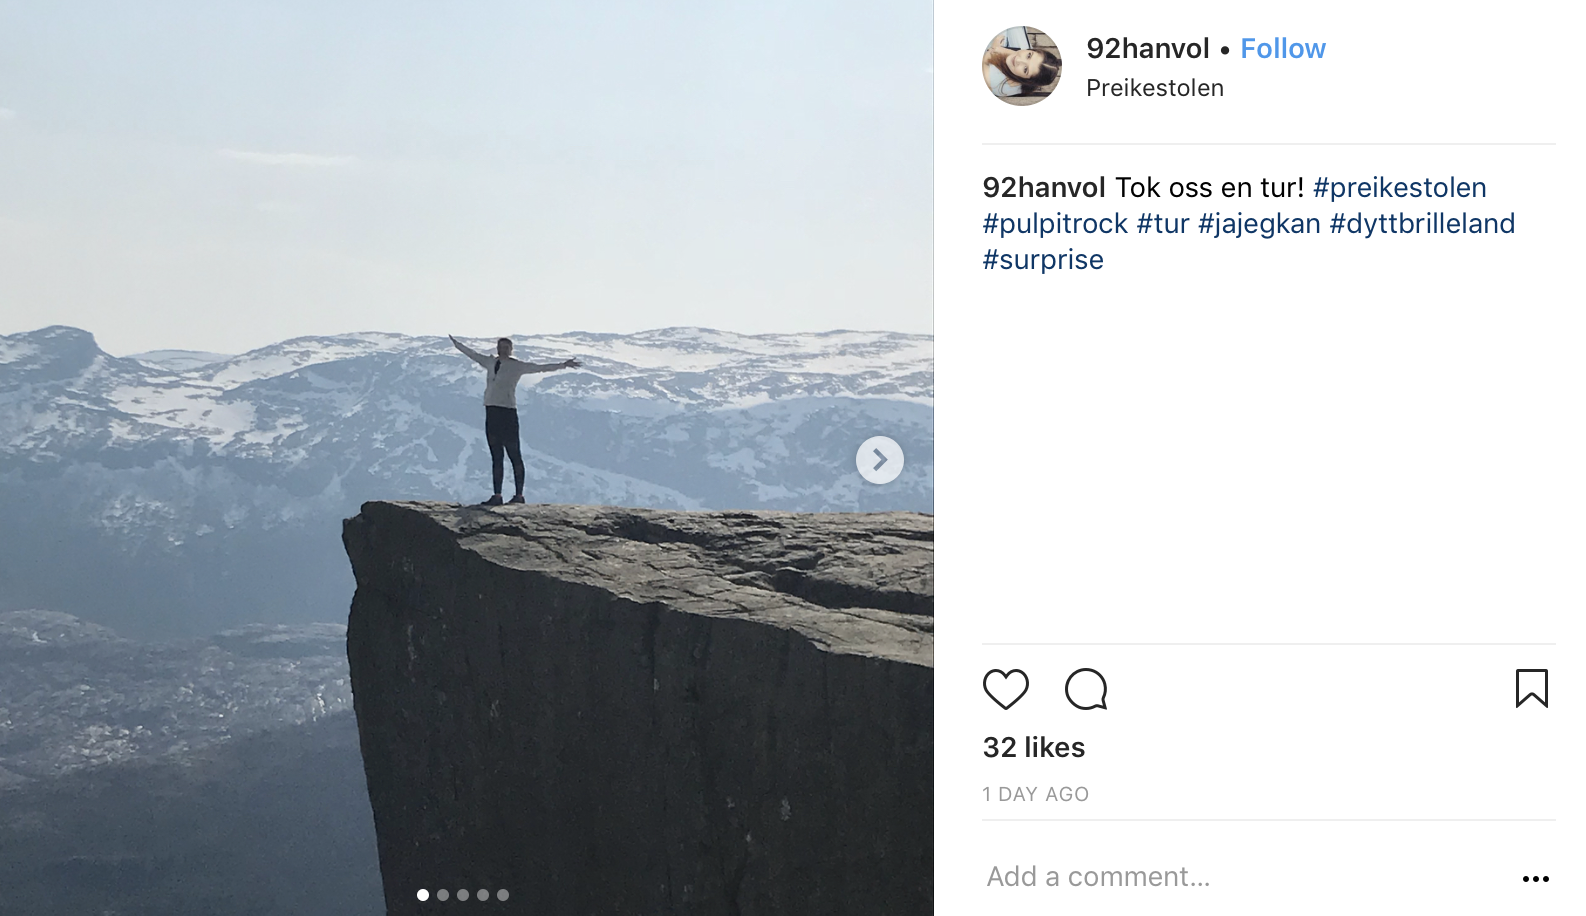 92hanvol • Follow
Preikestolen
92hanvol Tok oss en tur! #preikestolen
#pulpitrock #tur #jajegkan #dyttbrilleland
#surprise
32 likes
1 DAY AGO
Add a comment...